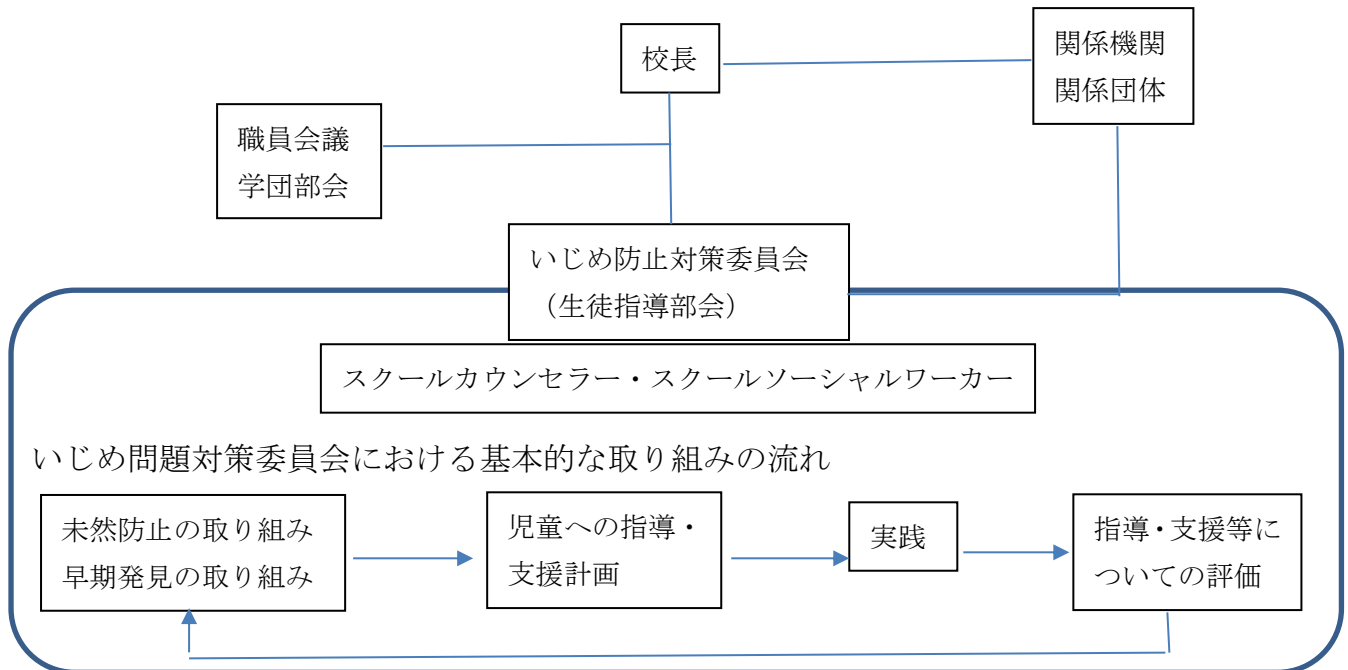 校長
関係機関
関係団体
職員会議
学団部会
いじめ防止対策委員会
（生徒指導部会）
スクールカウンセラー・スクールソーシャルワーカー
いじめ問題対策委員会における基本的な取り組みの流れ
未然防止の取り組み
早期発見の取り組み
児童への指導・
支援計画
実践
指導・支援等に
ついての評価